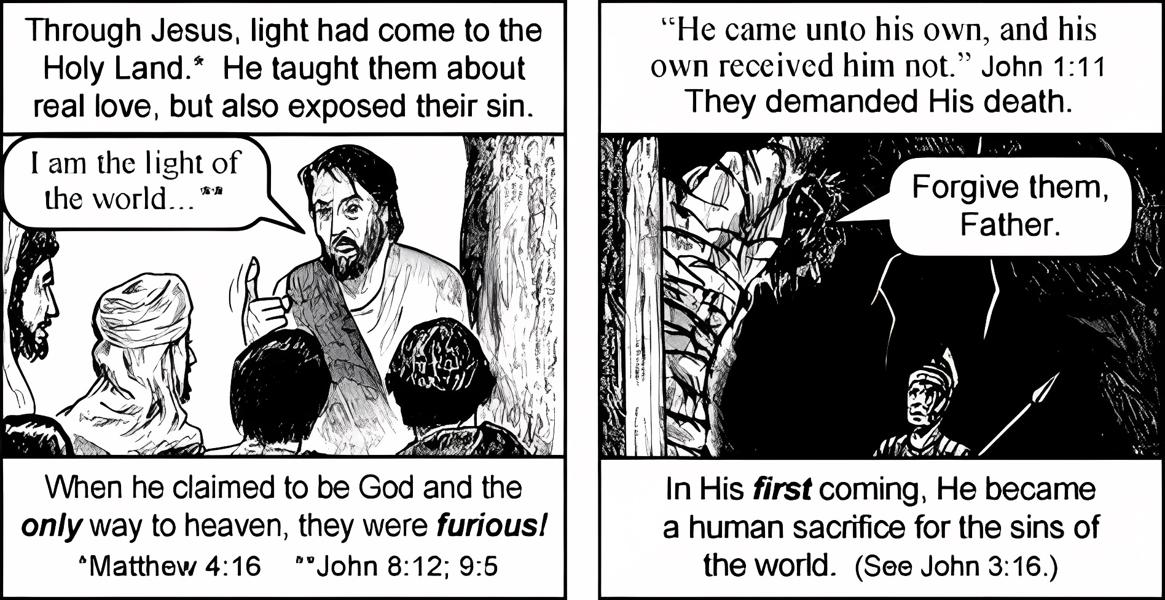 Through Jesus, light had come to the
Holy Land.* He taught them about
real love, but also exposed their sin.
I am the light of
the world...**
When he claimed to be God and the
only way to heaven, they were furious!
*Matthew 4:16 **John 8:12; 9:5
“He came unto his own, and his
own received him not.” John 1:11
They demanded His death.
Forgive them,
Father.
In His first coming, He became
a human sacrifice for the sins of
the world. (See John 3:16.)